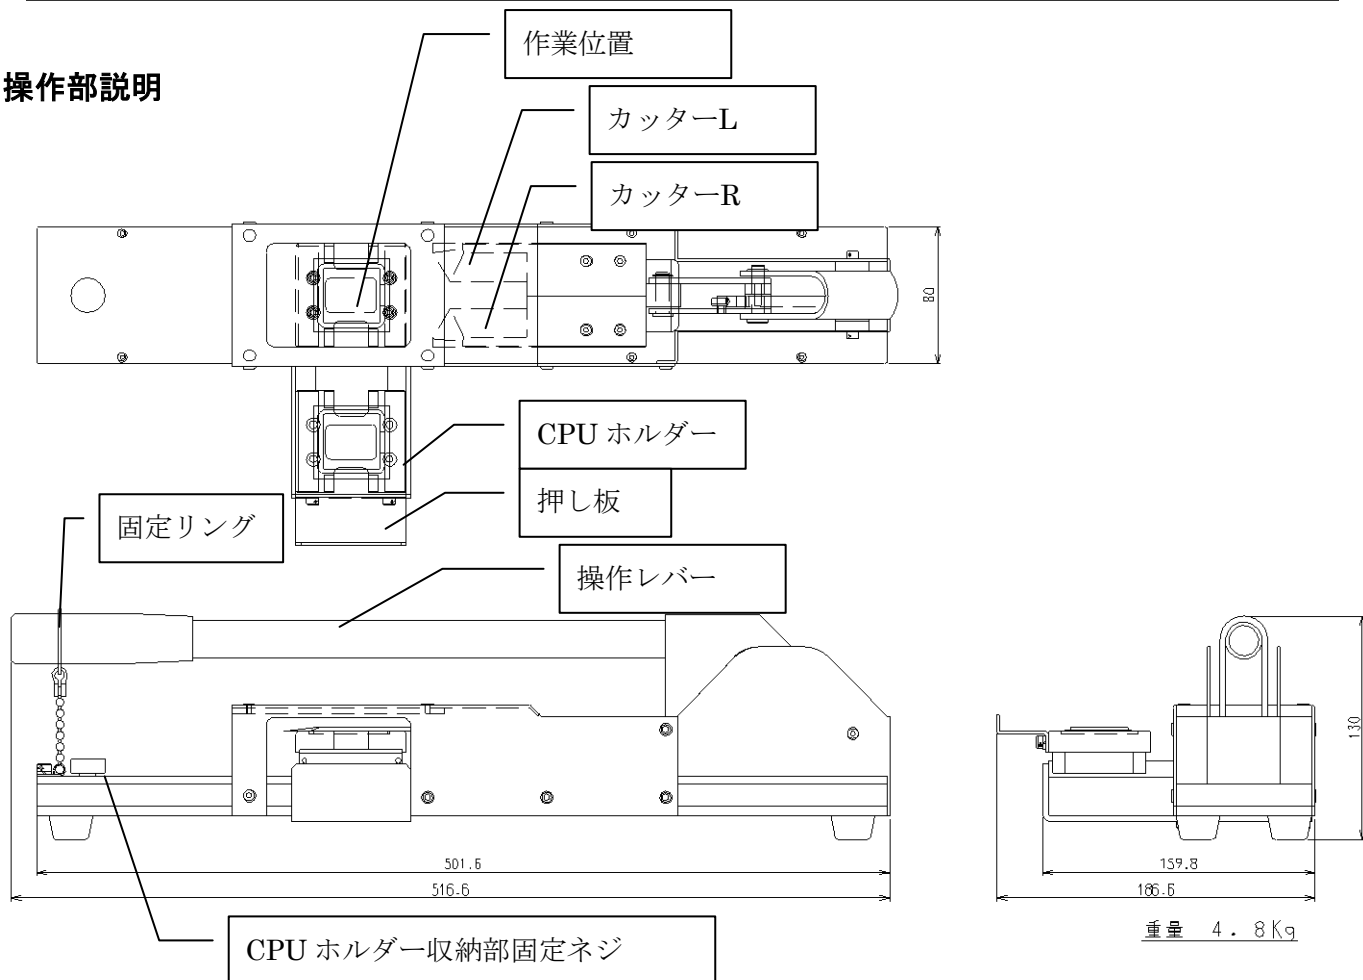 操作部説明
作業位置
カッターL
カッターR
80
CPU ホルダー
押し板
固定リング
操作レバー
130
501.6
516.6
159.8
186.6
重量 4.8Kg
CPU ホルダー収納部固定ネジ